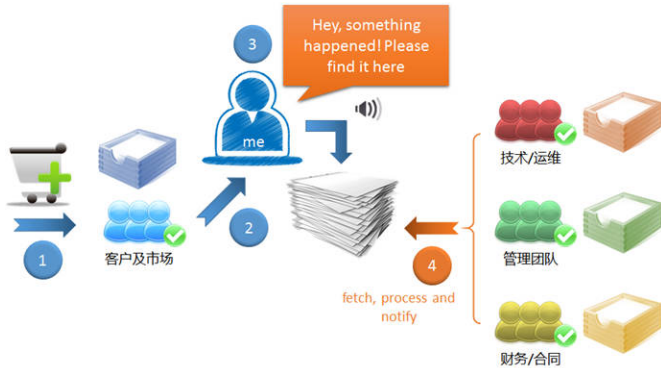 3
Hey, something
happened! Please
find it here
me
1
客户及市场
2
技术/运维
管理团队
4
fetch, process and
notify
财务/合同